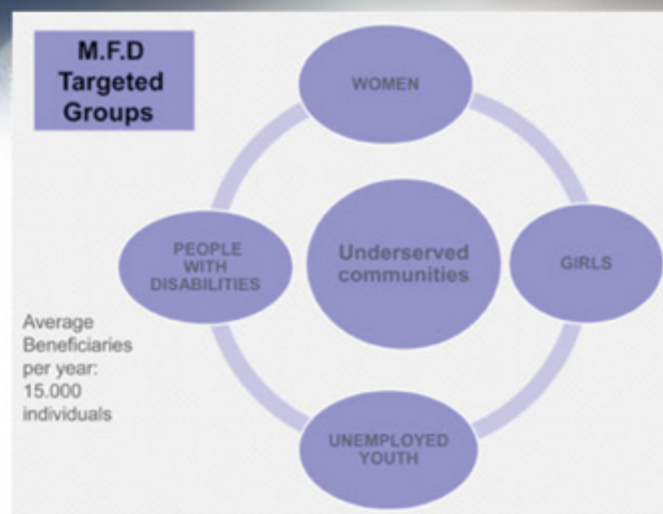 M.F.D
Targeted
Groups
WOMEN
PEOPLE
WITH
DISABILITIES
Underserved
communities
GIRLS
Average
Beneficiaries
per year:
15.000
individuals
UNEMPLOYED
YOUTH